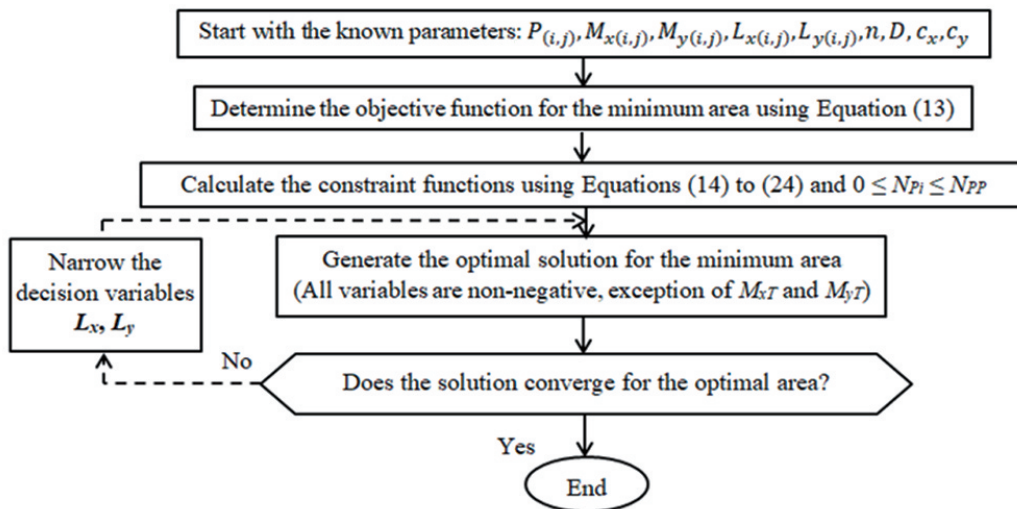 Start with the known parameters: P(i,j), Mx(i,j), My(i,j), Lx(i,j), Ly(i,j), n, D, cx, cy
Determine the objective function for the minimum area using Equation (13)
Calculate the constraint functions using Equations (14) to (24) and 0 ≤ NPi ≤ NPP
Narrow the
decision variables
Lx, Ly
Generate the optimal solution for the minimum area
(All variables are non-negative, exception of MxT and MyT)
No
Does the solution converge for the optimal area?
Yes
End